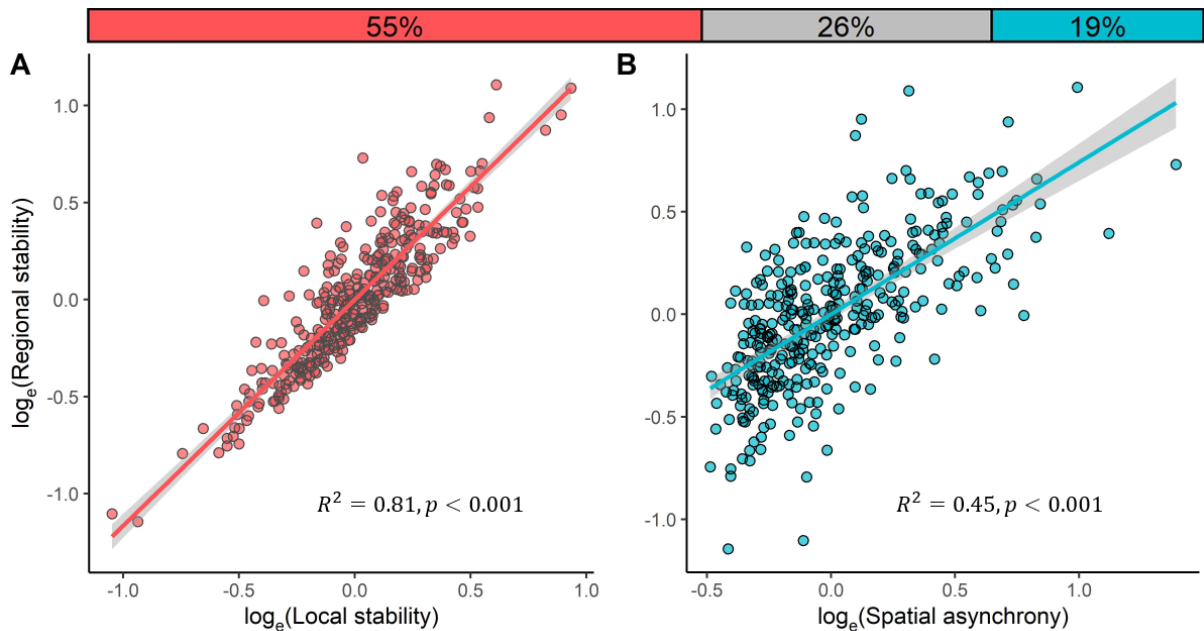 55% 26% 19%
A B
log_e(Regional stability)
1.0
0.5
0.0
-0.5
-1.0
R² = 0.81, p < 0.001
-1.0 -0.5 0.0 0.5 1.0
log_e(Local stability)
1.0
0.5
0.0
-0.5
-1.0
R² = 0.45, p < 0.001
-0.5 0.0 0.5 1.0
log_e(Spatial asynchrony)